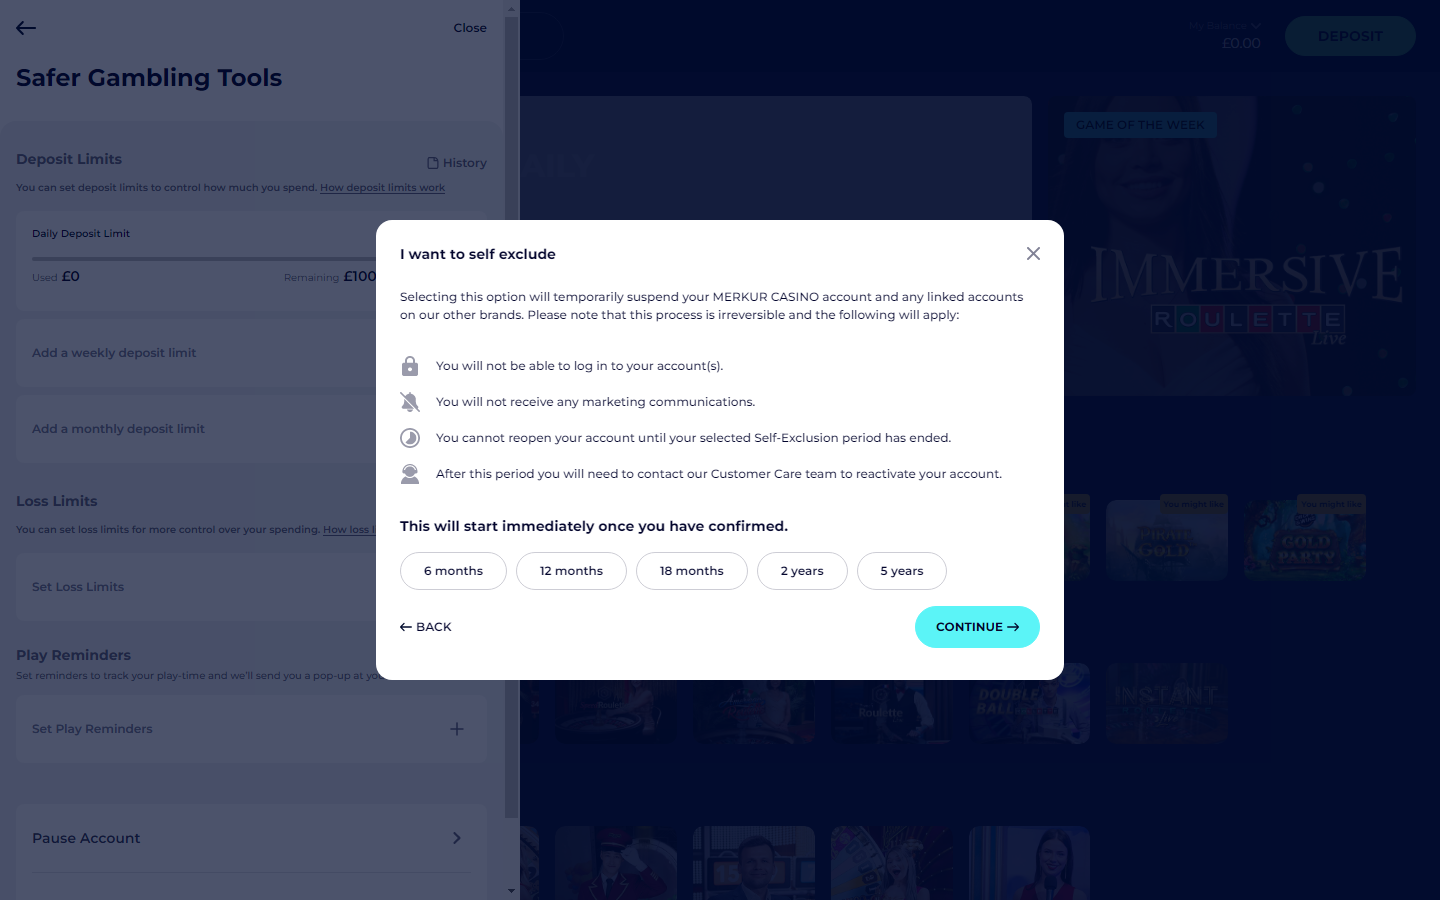 Close
Safer Gambling Tools
Deposit Limits
History
You can set deposit limits to control how much you spend. How deposit limits work
Daily Deposit Limit
Used £0
Remaining £100
Add a weekly deposit limit
Add a monthly deposit limit
Loss Limits
You can set loss limits for more control over your spending. How loss l
Set Loss Limits
Play Reminders
Set reminders to track your play-time and we'll send you a pop-up at yo
Set Play Reminders
Pause Account
My Balance
£0.00
DEPOSIT
AILY
GAME OF THE WEEK
IMMERSIVE
ROULETTE
Live
I want to self exclude
Selecting this option will temporarily suspend your MERKUR CASINO account and any linked accounts
on our other brands. Please note that this process is irreversible and the following will apply:
You will not be able to log in to your account(s).
You will not receive any marketing communications.
You cannot reopen your account until your selected Self-Exclusion period has ended.
After this period you will need to contact our Customer Care team to reactivate your account.
This will start immediately once you have confirmed.
6 months
12 months
18 months
2 years
5 years
BACK
CONTINUE
like
You might like
You might like
PIRATE
GOLD
GOLD
PARTY
Roulette
DOUBLE
BALL
INSTANT